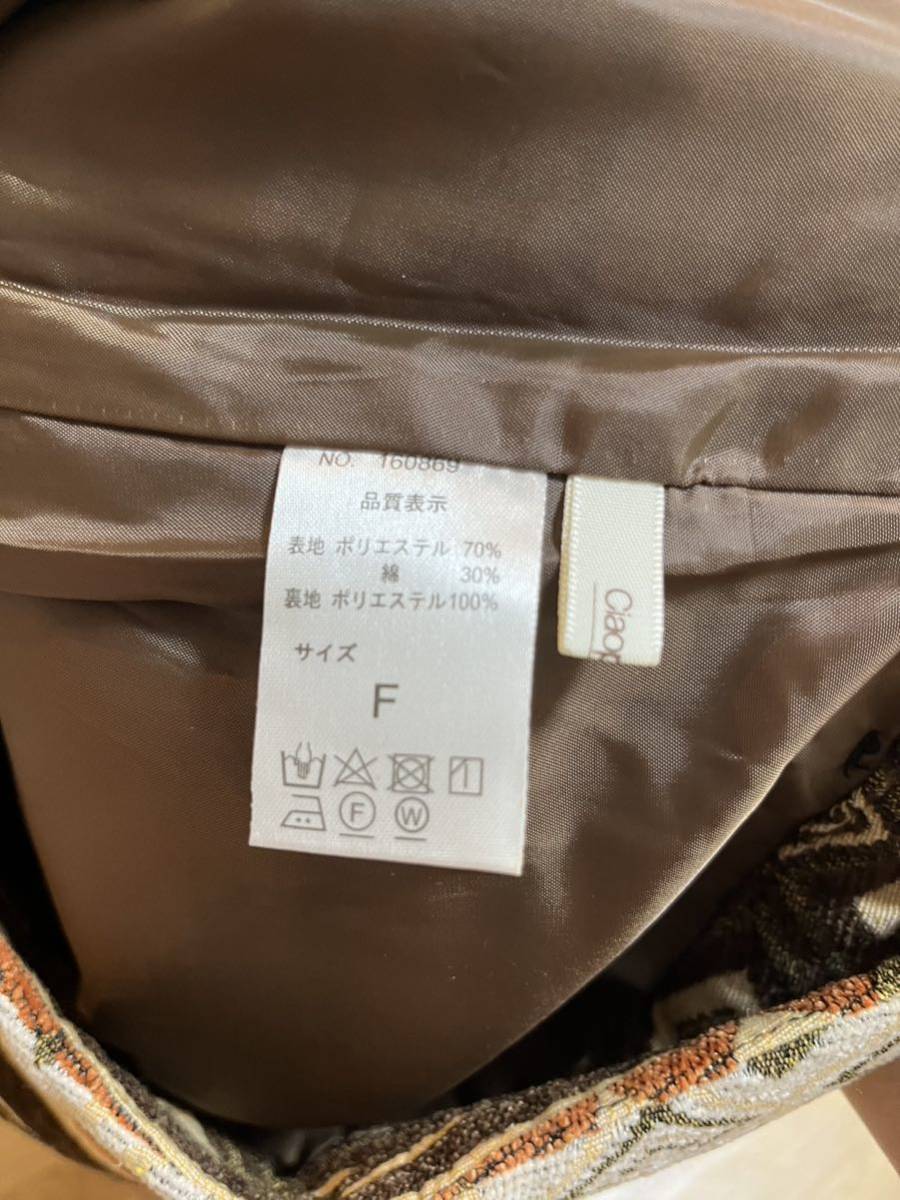 NO. 160869
品質表示
表地 ポリエステル 70%
綿 30%
裏地 ポリエステル100%
サイズ
F
F W